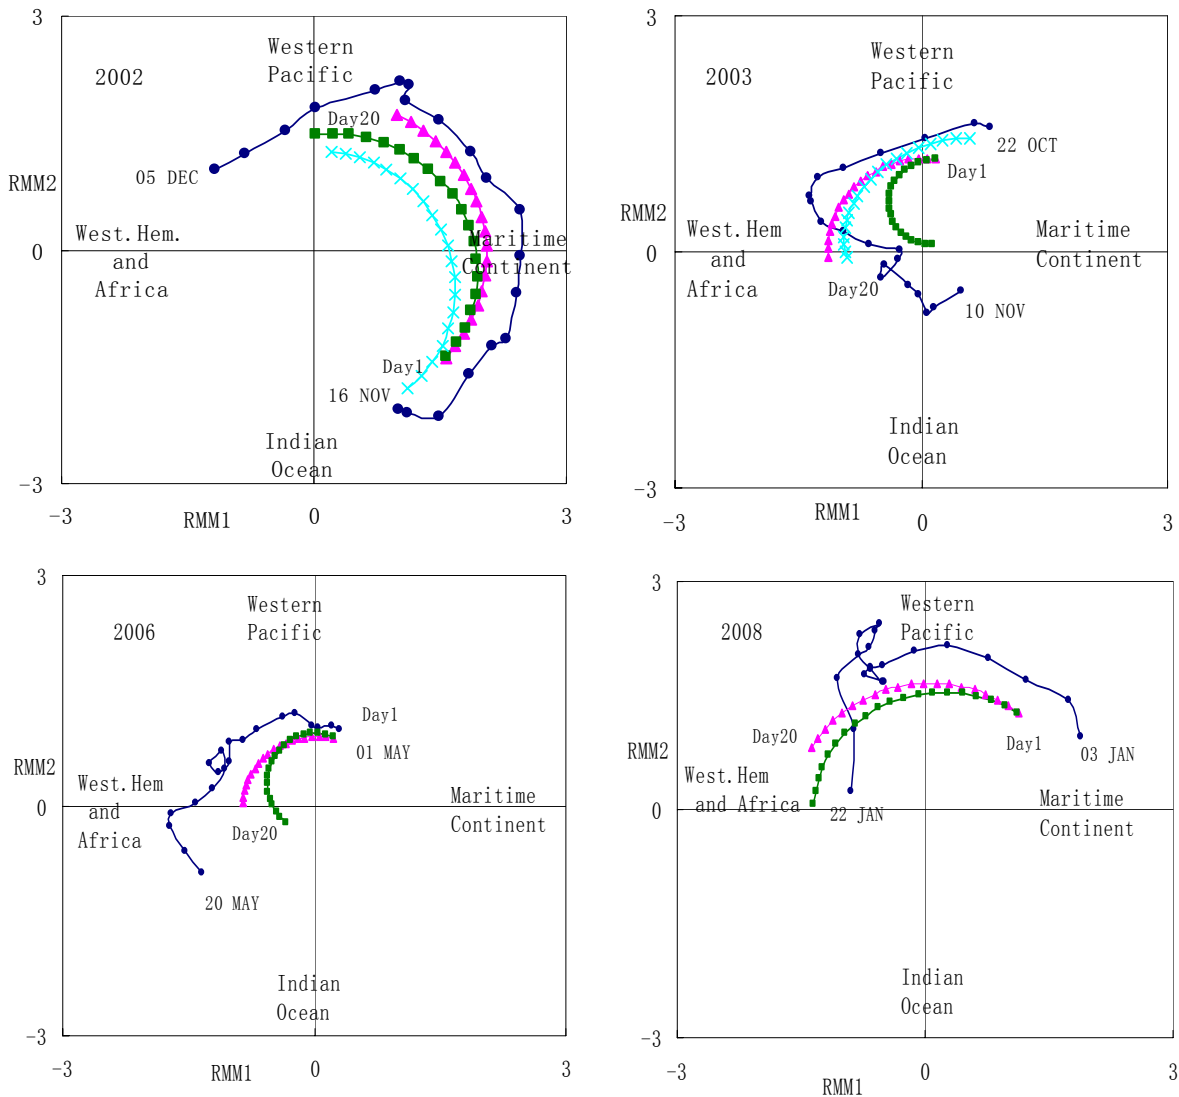 3
Western
Pacific
2002
Day20
05 DEC
RMM2
West.Hem.
and
Africa
0
Maritime
Continent
Day1
16 NOV
Indian
Ocean
-3
-3
RMM1
0
3
3
Western
Pacific
2003
22 OCT
Day1
RMM2
West.Hem
and
Africa
0
Maritime
Continent
Day20
10 NOV
Indian
Ocean
-3
-3
RMM1
0
3
3
Western
Pacific
2006
Day1
01 MAY
RMM2
West.Hem
and
Africa
0
Maritime
Continent
Day20
20 MAY
Indian
Ocean
-3
-3
RMM1
0
3
3
Western
Pacific
2008
Day20
Day1
03 JAN
RMM2
West.Hem
and Africa
0
22 JAN
Maritime
Continent
Indian
Ocean
-3
-3
RMM1
0
3